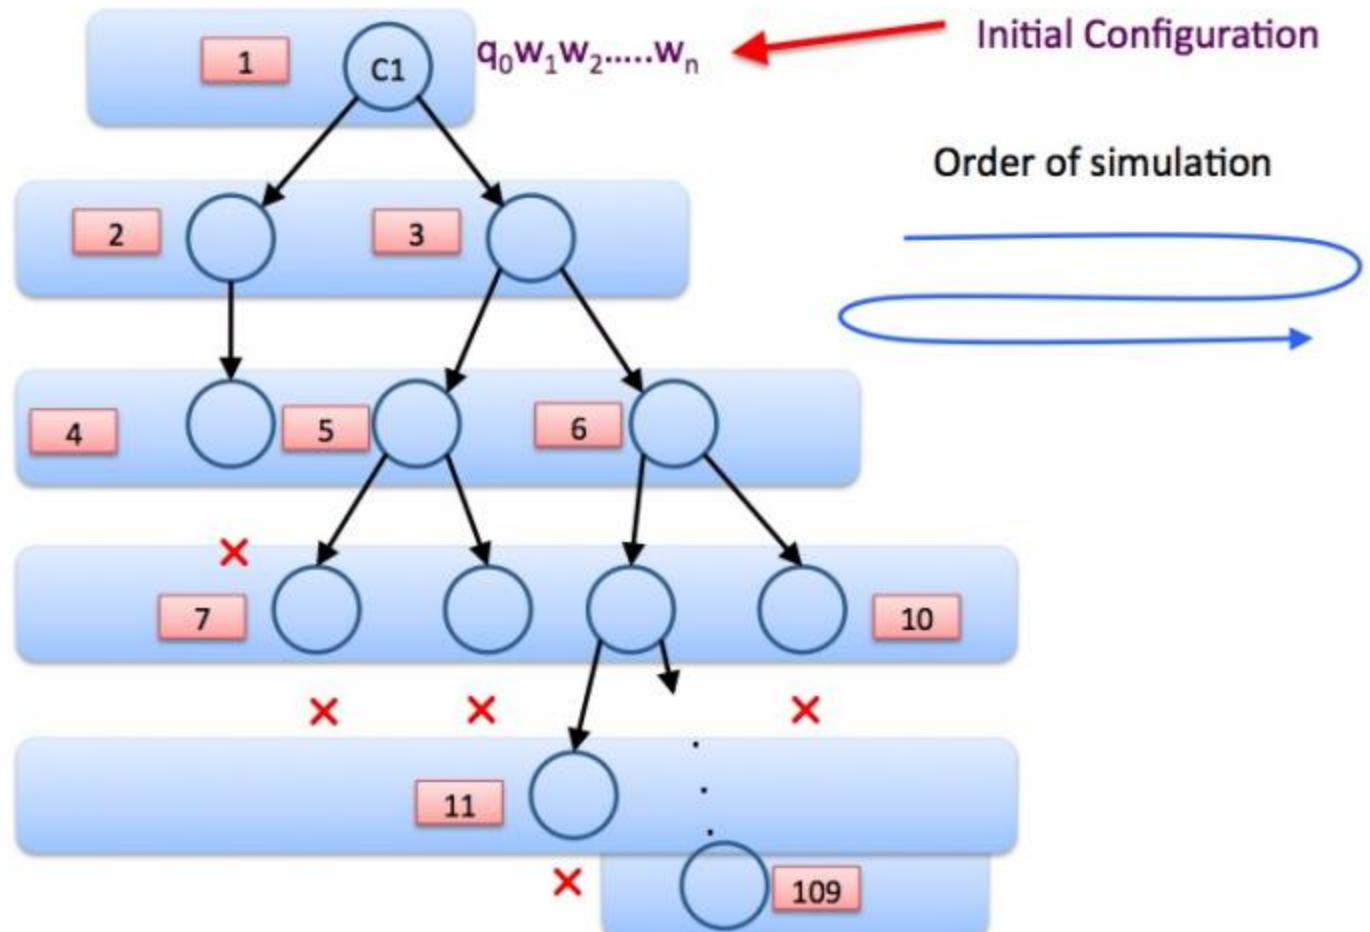 1
C1
q₀w₁w₂.....wₙ
Initial Configuration
Order of simulation
2
3
4
5
6
7
10
11
109